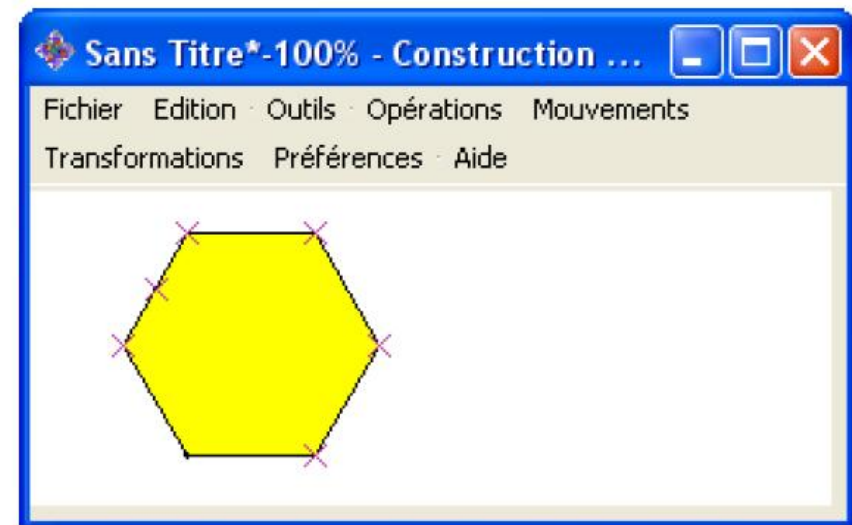 Sans Titre*-100% - Construction ...
Fichier Edition Outils Opérations Mouvements
Transformations Préférences Aide